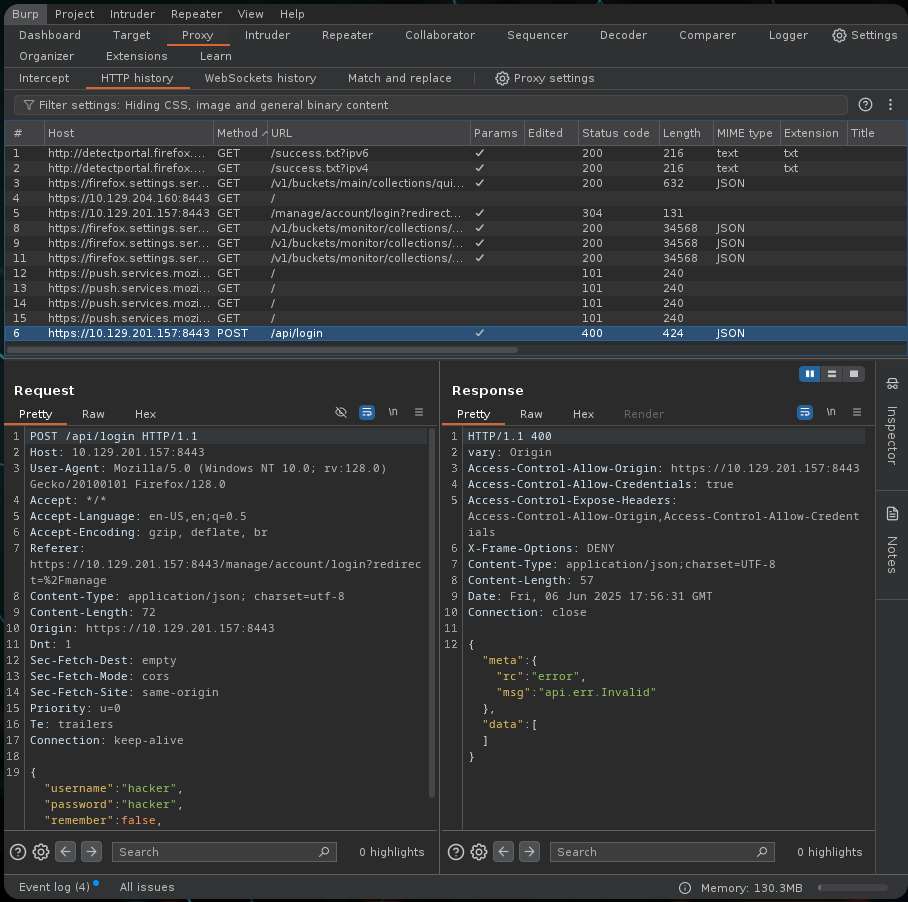 Burp Project Intruder Repeater View Help
Dashboard Target Proxy Intruder Repeater Collaborator Sequencer Decoder Comparer Logger Settings
Organizer Extensions Learn
Intercept HTTP history WebSockets history Match and replace Proxy settings
Filter settings: Hiding CSS, image and general binary content
# Host Method URL Params Edited Status code Length MIME type Extension Title
1 http://detectportal.firefox.... GET /success.txt?ipv6 ✓ 200 216 text txt
2 http://detectportal.firefox.... GET /success.txt?ipv4 ✓ 200 216 text txt
3 https://firefox.settings.ser... GET /v1/buckets/main/collections/qui... ✓ 200 632 JSON
4 https://10.129.204.160:8443 GET /
5 https://10.129.201.157:8443 GET /manage/account/login?redirect... ✓ 304 131
8 https://firefox.settings.ser... GET /v1/buckets/monitor/collections/... ✓ 200 34568 JSON
9 https://firefox.settings.ser... GET /v1/buckets/monitor/collections/... ✓ 200 34568 JSON
11 https://firefox.settings.ser... GET /v1/buckets/monitor/collections/... ✓ 200 34568 JSON
12 https://push.services.mozi... GET / 101 240
13 https://push.services.mozi... GET / 101 240
14 https://push.services.mozi... GET / 101 240
15 https://push.services.mozi... GET / 101 240
6 https://10.129.201.157:8443 POST /api/login ✓ 400 424 JSON
Request
Pretty Raw Hex \n
1 POST /api/login HTTP/1.1
2 Host: 10.129.201.157:8443
3 User-Agent: Mozilla/5.0 (Windows NT 10.0; rv:128.0)
Gecko/20100101 Firefox/128.0
4 Accept: */*
5 Accept-Language: en-US,en;q=0.5
6 Accept-Encoding: gzip, deflate, br
7 Referer:
https://10.129.201.157:8443/manage/account/login?redirec
t=%2Fmanage
8 Content-Type: application/json; charset=utf-8
9 Content-Length: 72
10 Origin: https://10.129.201.157:8443
11 Dnt: 1
12 Sec-Fetch-Dest: empty
13 Sec-Fetch-Mode: cors
14 Sec-Fetch-Site: same-origin
15 Priority: u=0
16 Te: trailers
17 Connection: keep-alive
18
19 {
"username":"hacker",
"password":"hacker",
"remember":false,
Search 0 highlights
Response
Pretty Raw Hex Render \n
1 HTTP/1.1 400
2 vary: Origin
3 Access-Control-Allow-Origin: https://10.129.201.157:8443
4 Access-Control-Allow-Credentials: true
5 Access-Control-Expose-Headers:
Access-Control-Allow-Origin,Access-Control-Allow-Credent
ials
6 X-Frame-Options: DENY
7 Content-Type: application/json;charset=UTF-8
8 Content-Length: 57
9 Date: Fri, 06 Jun 2025 17:56:31 GMT
10 Connection: close
11
12 {
"meta":{
"rc":"error",
"msg":"api.err.Invalid"
},
"data":[
]
}
Search 0 highlights
Inspector
Notes
Event log (4) All issues Memory: 130.3MB